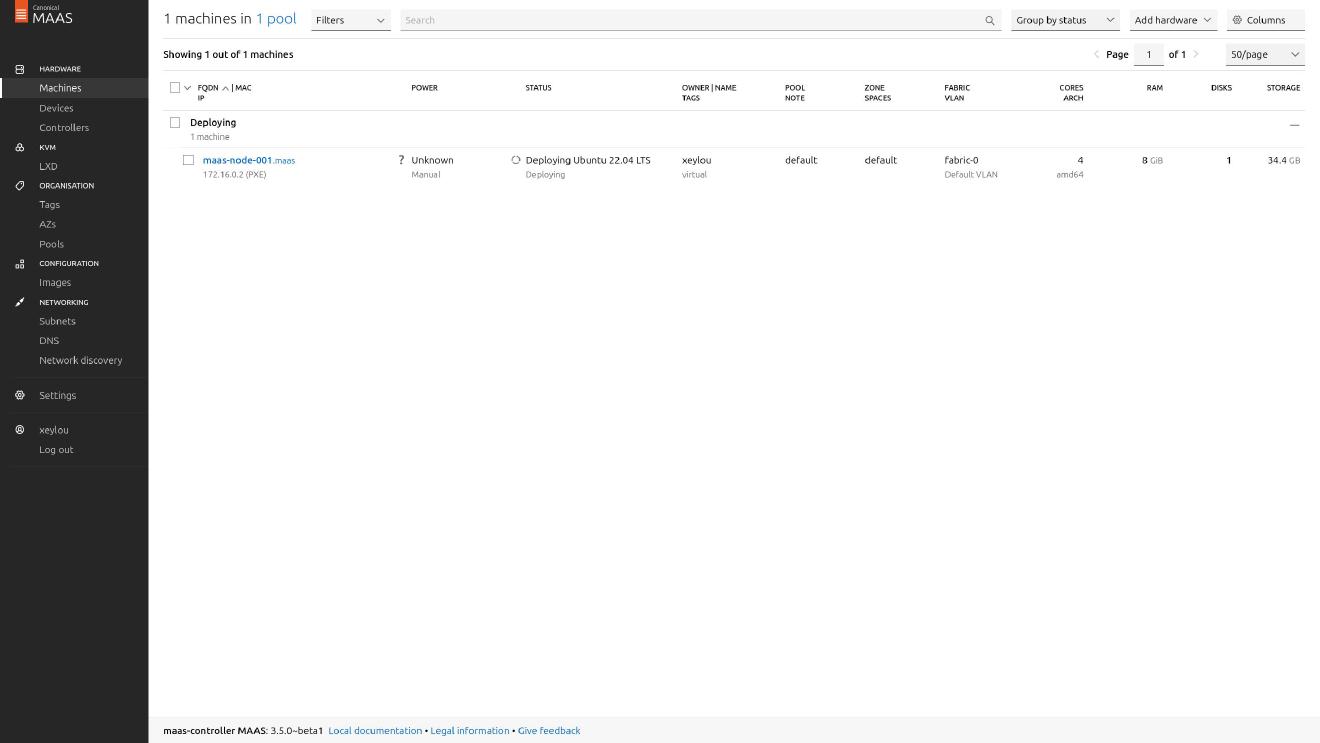 Canonical
MAAS
HARDWARE
Machines
Devices
Controllers
KVM
LXD
ORGANISATION
Tags
AZs
Pools
CONFIGURATION
Images
NETWORKING
Subnets
DNS
Network discovery
Settings
xeylou
Log out
1 machines in 1 pool
Filters
Search
Group by status
Add hardware
Columns
Showing 1 out of 1 machines
Page 1 of 1
50/page
FQDN | MAC POWER STATUS OWNER | NAME POOL ZONE FABRIC CORES RAM DISKS STORAGE
IP TAGS NOTE SPACES VLAN ARCH
Deploying
1 machine
maas-node-001.maas ? Unknown Deploying Ubuntu 22.04 LTS xeylou default default fabric-0 4 8 GiB 1 34.4 GB
172.16.0.2 (PXE) Manual Deploying virtual Default VLAN amd64
maas-controller MAAS: 3.5.0~beta1 Local documentation • Legal information • Give feedback